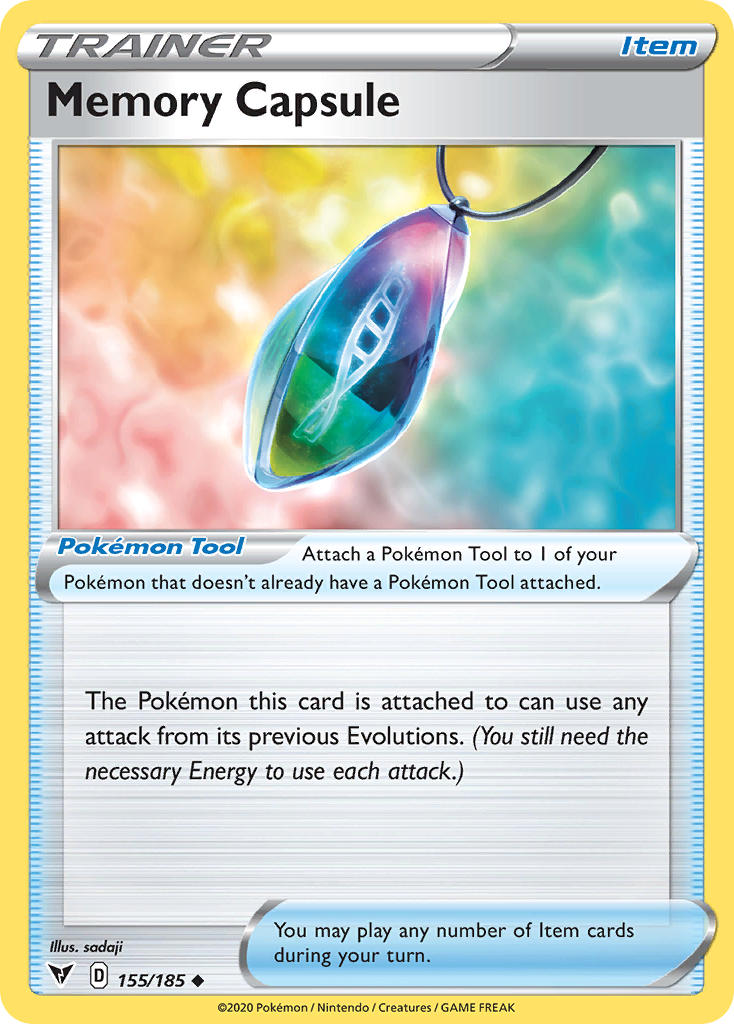 TRAINER
Item
Memory Capsule
Pokémon Tool
Attach a Pokémon Tool to 1 of your
Pokémon that doesn't already have a Pokémon Tool attached.
The Pokémon this card is attached to can use any
attack from its previous Evolutions. (You still need the
necessary Energy to use each attack.)
Illus. sadaji
You may play any number of Item cards
during your turn.
D 155/185
©2020 Pokémon / Nintendo / Creatures / GAME FREAK